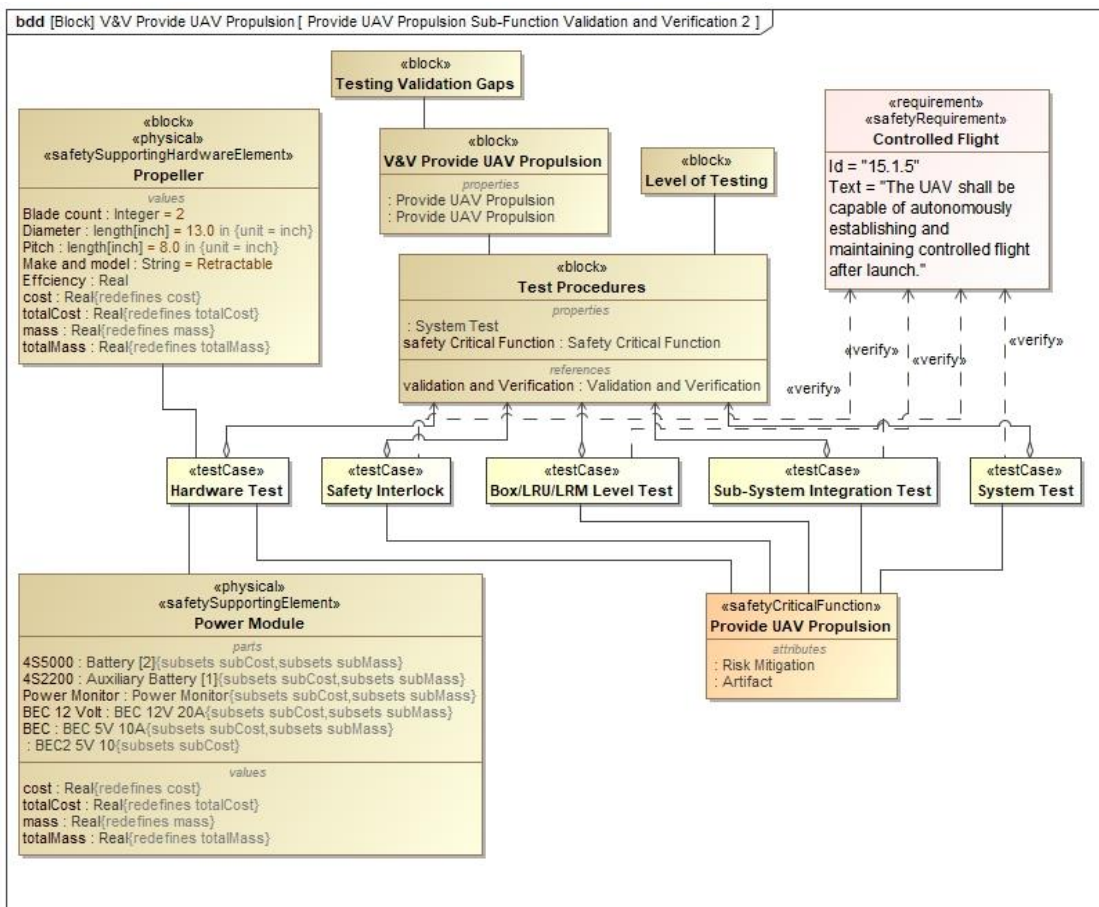 bdd [Block] V&V Provide UAV Propulsion [ Provide UAV Propulsion Sub-Function Validation and Verification 2 ]
«block»
Testing Validation Gaps
«block»
«physical»
«safetySupportingHardwareElement»
Propeller
values
Blade count : Integer = 2
Diameter : length[inch] = 13.0 in {unit = inch}
Pitch : length[inch] = 8.0 in {unit = inch}
Make and model : String = Retractable
Effciency : Real
cost : Real{redefines cost}
totalCost : Real{redefines totalCost}
mass : Real{redefines mass}
totalMass : Real{redefines totalMass}
«block»
V&V Provide UAV Propulsion
properties
: Provide UAV Propulsion
: Provide UAV Propulsion
«block»
Level of Testing
«requirement»
«safetyRequirement»
Controlled Flight
Id = "15.1.5"
Text = "The UAV shall be
capable of autonomously
establishing and
maintaining controlled flight
after launch."
«block»
Test Procedures
properties
: System Test
safety Critical Function : Safety Critical Function
references
validation and Verification : Validation and Verification
«verify»
«verify»
«verify»
«verify»
«testCase»
Hardware Test
«testCase»
Safety Interlock
«testCase»
Box/LRU/LRM Level Test
«testCase»
Sub-System Integration Test
«testCase»
System Test
«physical»
«safetySupportingElement»
Power Module
parts
4S5000 : Battery [2]{subsets subCost,subsets subMass}
4S2200 : Auxiliary Battery [1]{subsets subCost,subsets subMass}
Power Monitor : Power Monitor{subsets subCost,subsets subMass}
BEC 12 Volt : BEC 12V 20A{subsets subCost,subsets subMass}
BEC : BEC 5V 10A{subsets subCost,subsets subMass}
: BEC2 5V 10{subsets subCost}
values
cost : Real{redefines cost}
totalCost : Real{redefines totalCost}
mass : Real{redefines mass}
totalMass : Real{redefines totalMass}
«safetyCriticalFunction»
Provide UAV Propulsion
attributes
: Risk Mitigation
: Artifact